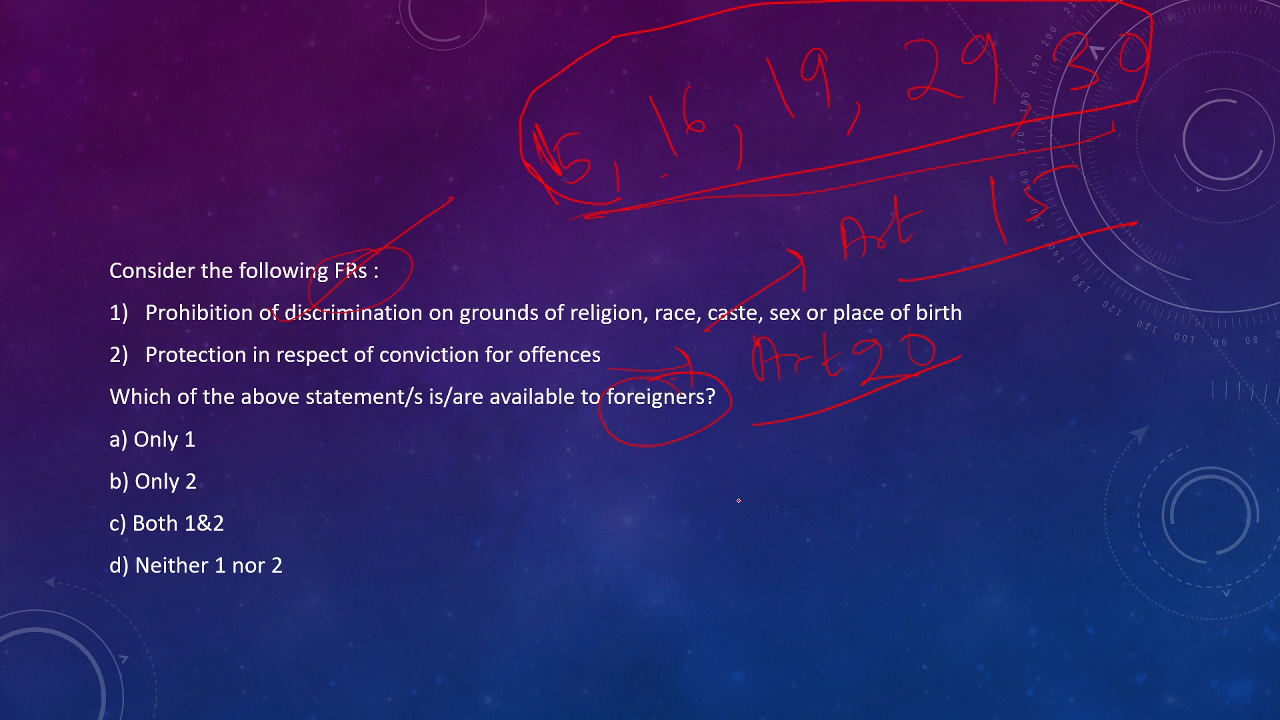 15, 16, 19, 29, 30
Art 15
Consider the following FRs :
1) Prohibition of discrimination on grounds of religion, race, caste, sex or place of birth
2) Protection in respect of conviction for offences
Art 20
Which of the above statement/s is/are available to foreigners?
a) Only 1
b) Only 2
c) Both 1&2
d) Neither 1 nor 2